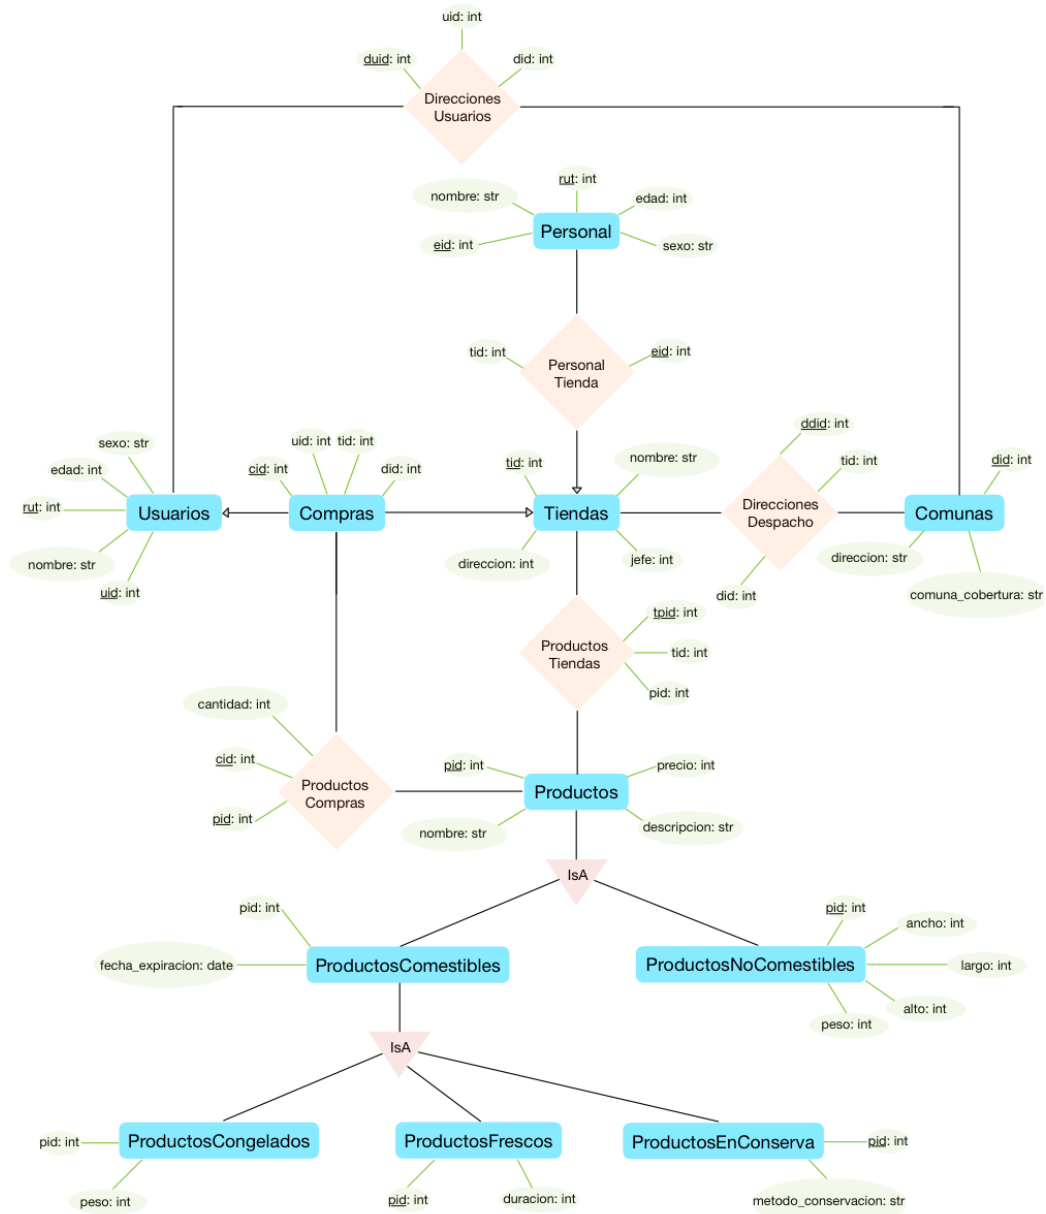 uid: int
duid: int
did: int
Direcciones
Usuarios
rut: int
nombre: str
edad: int
Personal
eid: int
sexo: str
tid: int
eid: int
Personal
Tienda
ddid: int
sexo: str
uid: int
tid: int
nombre: str
edad: int
cid: int
did: int
tid: int
tid: int
did: int
rut: int
Usuarios
Compras
Tiendas
Direcciones
Despacho
Comunas
nombre: str
direccion: int
jefe: int
direccion: str
uid: int
did: int
comuna_cobertura: str
tpid: int
Productos
Tiendas
tid: int
pid: int
cantidad: int
cid: int
pid: int
precio: int
Productos
Compras
Productos
pid: int
nombre: str
descripcion: str
IsA
pid: int
pid: int
ancho: int
fecha_expiracion: date
ProductosComestibles
ProductosNoComestibles
largo: int
alto: int
peso: int
IsA
pid: int
ProductosCongelados
ProductosFrescos
ProductosEnConserva
pid: int
peso: int
pid: int
duracion: int
metodo_conservacion: str